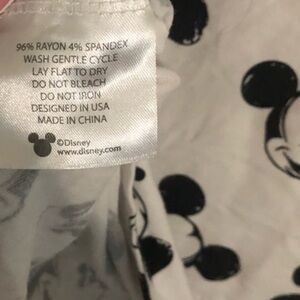 96% RAYON 4% SPANDEX
WASH GENTLE CYCLE
LAY FLAT TO DRY
DO NOT BLEACH
DO NOT IRON
DESIGNED IN USA
MADE IN CHINA
©Disney
www.disney.com